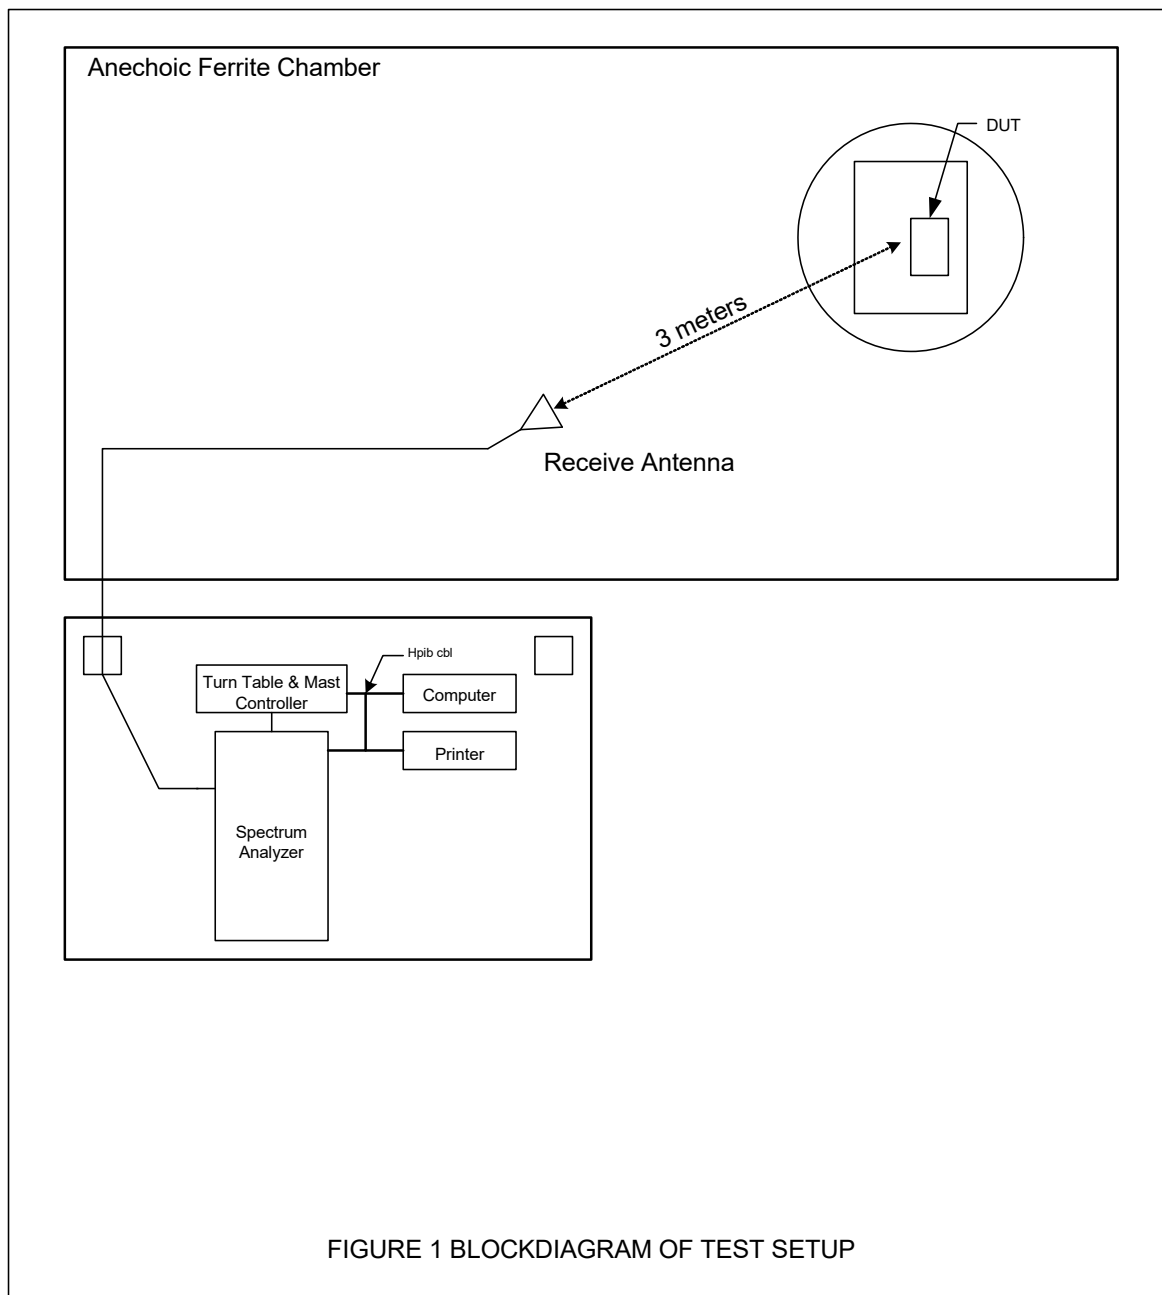 Anechoic Ferrite Chamber
DUT
3 meters
Receive Antenna
Hpib cbl
Turn Table & Mast
Controller
Computer
Printer
Spectrum
Analyzer
FIGURE 1 BLOCKDIAGRAM OF TEST SETUP